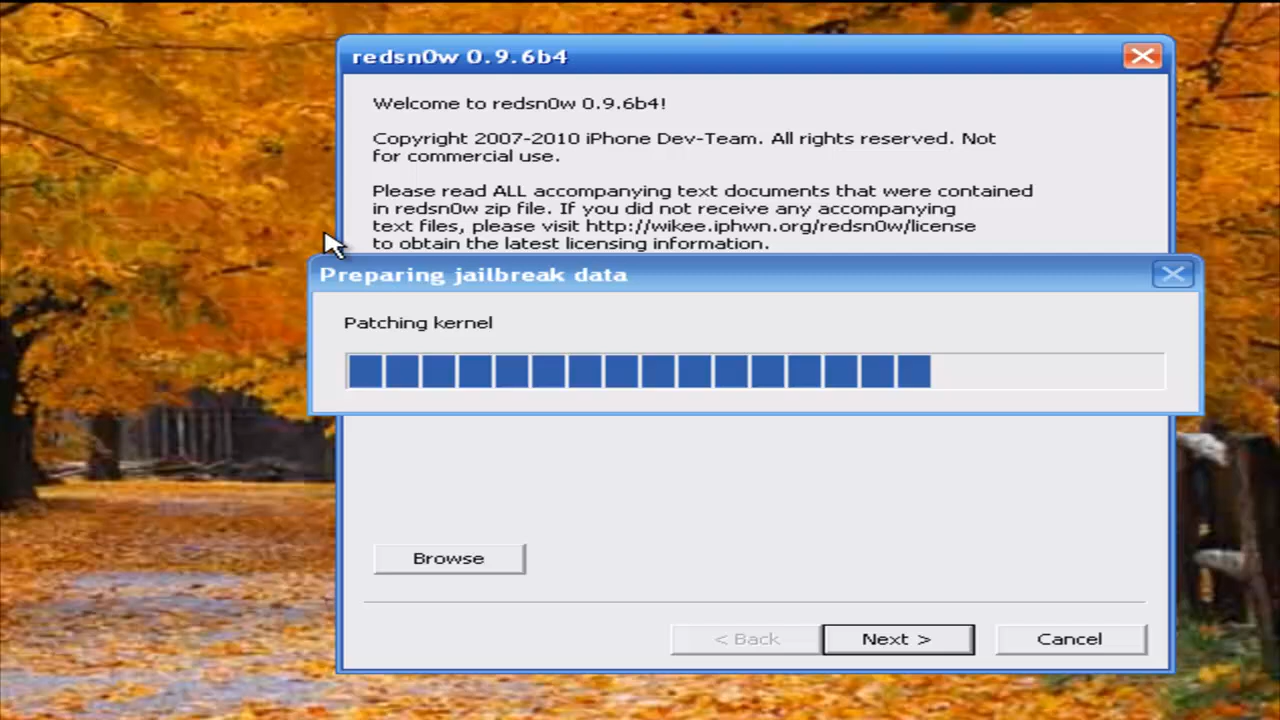 redsn0w 0.9.6b4
Welcome to redsn0w 0.9.6b4!
Copyright 2007-2010 iPhone Dev-Team. All rights reserved. Not
for commercial use.
Please read ALL accompanying text documents that were contained
in redsn0w zip file. If you did not receive any accompanying
text files, please visit http://wikee.iphwn.org/redsn0w/license
to obtain the latest licensing information.
Preparing jailbreak data
Patching kernel
Browse
< Back
Next >
Cancel